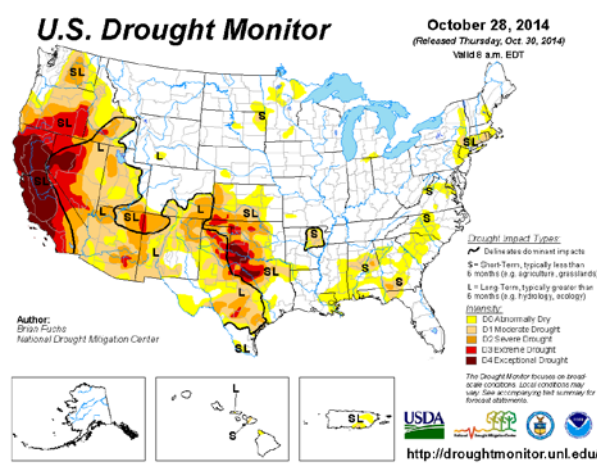 U.S. Drought Monitor
October 28, 2014
(Released Thursday, Oct. 30, 2014)
Valid 8 a.m. EDT
SL
SL
S
L
L
SL
SL
S
L
SL
L
SL
S
S
L
SL
S
S
S
L
SL
Drought Impact Types:
Delineates dominant impacts
S = Short-Term, typically less than
6 months (e.g. agriculture, grasslands)
L = Long-Term, typically greater than
6 months (e.g. hydrology, ecology)
Intensity:
D0 Abnormally Dry
D1 Moderate Drought
D2 Severe Drought
D3 Extreme Drought
D4 Exceptional Drought
Author:
Brian Fuchs
National Drought Mitigation Center
The Drought Monitor focuses on broad-
scale conditions. Local conditions may
vary. See accompanying text summary for
forecast statements.
L
S
SL
USDA
National Drought Mitigation Center
http://droughtmonitor.unl.edu/